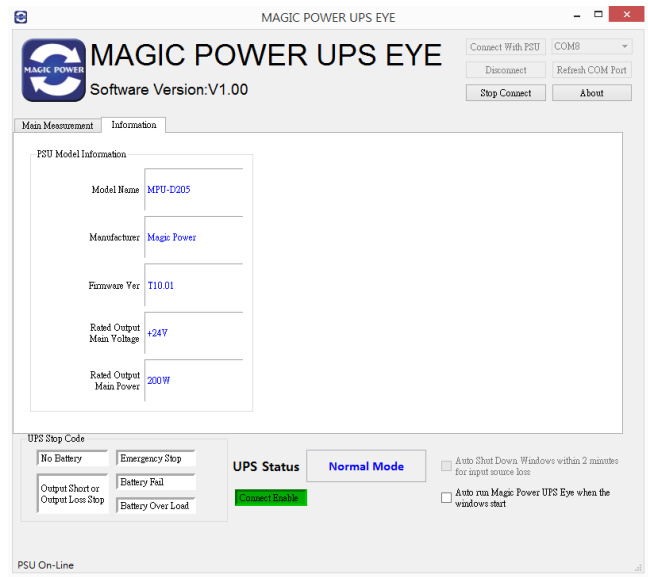 MAGIC POWER UPS EYE
MAGIC POWER
MAGIC POWER UPS EYE
Software Version:V1.00
Connect With PSU
COM8
Disconnect
Refresh COM Port
Stop Connect
About
Main Measurement
Information
PSU Model Information
Model Name
MPU-D205
Manufacturer
Magic Power
Firmware Ver
T10.01
Rated Output
Main Voltage
+24V
Rated Output
Main Power
200W
UPS Stop Code
No Battery
Emergency Stop
Output Short or
Output Loss Stop
Battery Fail
Battery Over Load
UPS Status
Normal Mode
Connect Enable
Auto Shut Down Windows within 2 minutes
for input source loss
Auto run Magic Power UPS Eye when the
windows start
PSU On-Line